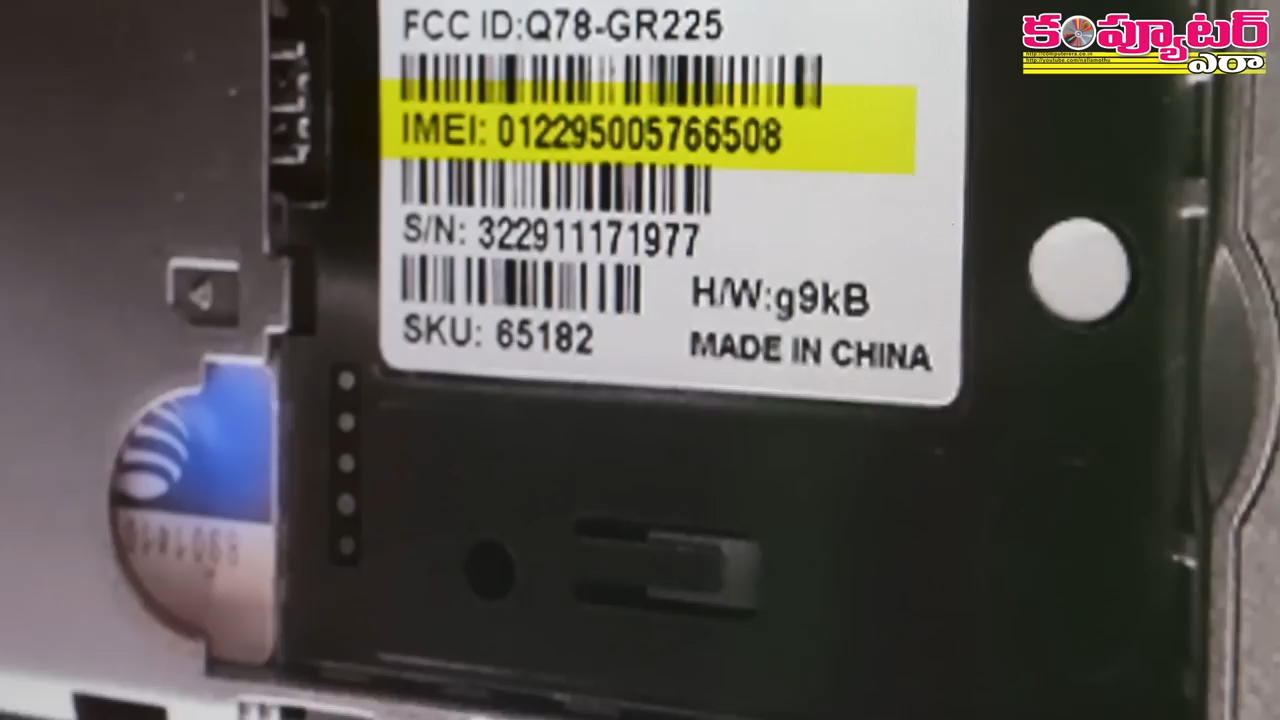 FCC ID:Q78-GR225
కంప్యూటర్
ఎరా
IMEI: 012295005766508
S/N: 322911171977
H/W:g9kB
SKU: 65182
MADE IN CHINA